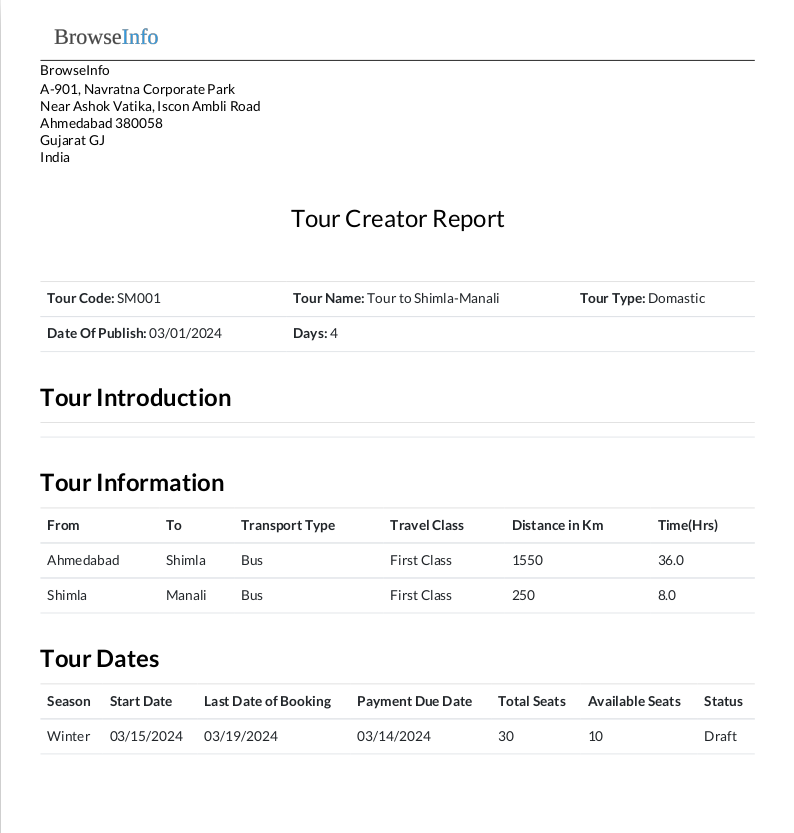 BrowseInfo
BrowseInfo
A-901, Navratna Corporate Park
Near Ashok Vatika, Iscon Ambli Road
Ahmedabad 380058
Gujarat GJ
India
Tour Creator Report
Tour Code: SM001 Tour Name: Tour to Shimla-Manali Tour Type: Domastic
Date Of Publish: 03/01/2024 Days: 4
Tour Introduction
Tour Information
From To Transport Type Travel Class Distance in Km Time(Hrs)
Ahmedabad Shimla Bus First Class 1550 36.0
Shimla Manali Bus First Class 250 8.0
Tour Dates
Season Start Date Last Date of Booking Payment Due Date Total Seats Available Seats Status
Winter 03/15/2024 03/19/2024 03/14/2024 30 10 Draft